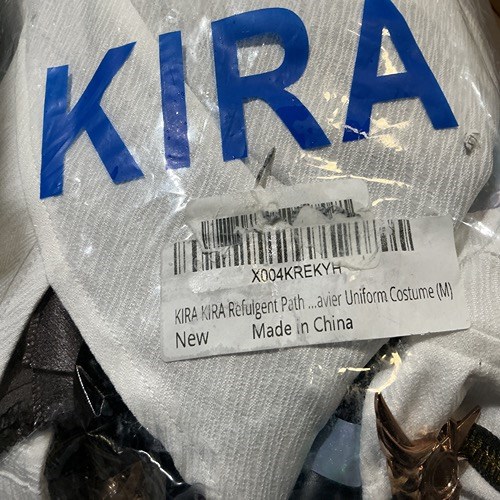 KIRA
X004KREKYH
KIRA KIRA Refulgent Path ...avier Uniform Costume (M)
New
Made in China